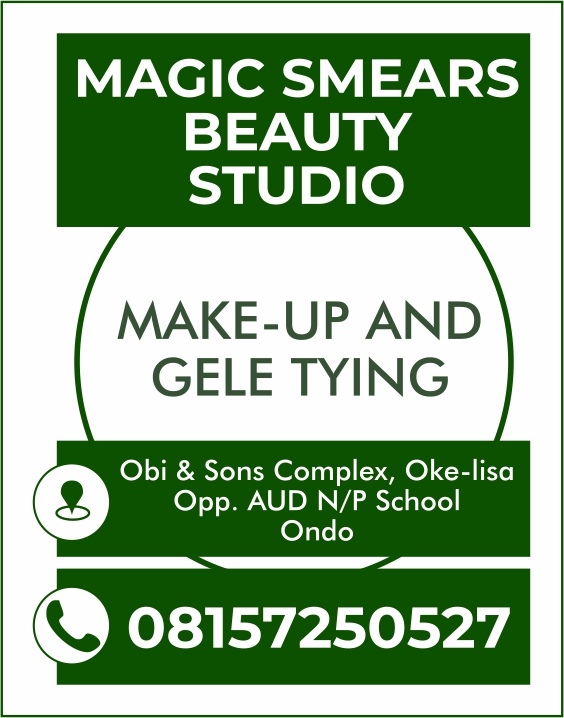 MAGIC SMEARS
BEAUTY
STUDIO
MAKE-UP AND
GELE TYING
Obi & Sons Complex, Oke-lisa
Opp. AUD N/P School
Ondo
08157250527